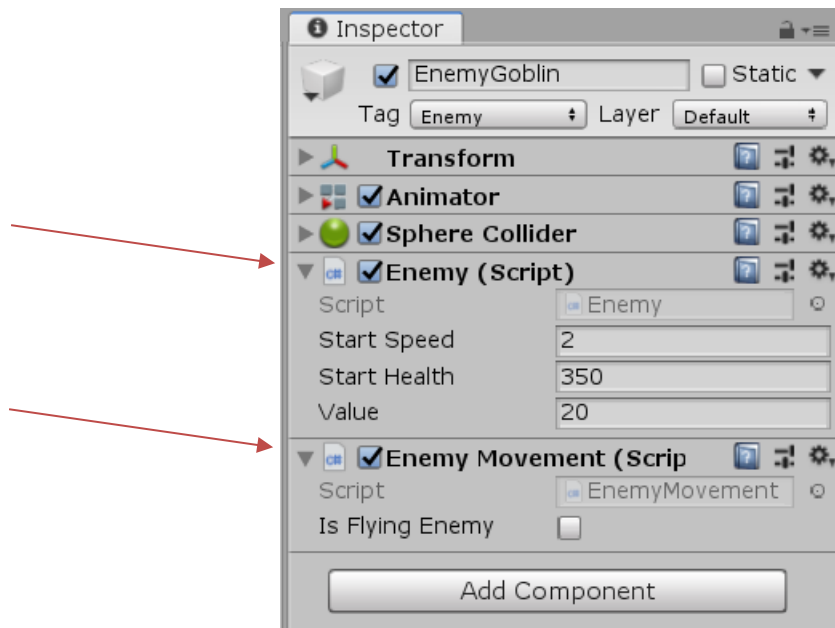 Inspector
EnemyGoblin Static
Tag Enemy Layer Default
Transform
Animator
Sphere Collider
c# Enemy (Script)
Script Enemy
Start Speed 2
Start Health 350
Value 20
c# Enemy Movement (Scrip
Script EnemyMovement
Is Flying Enemy
Add Component